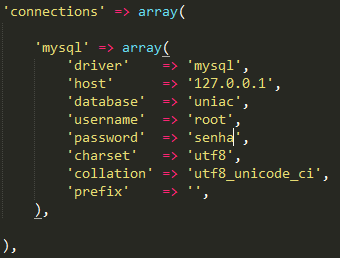 'connections' => array(
'mysql' => array(
'driver' => 'mysql',
'host' => '127.0.0.1',
'database' => 'uniac',
'username' => 'root',
'password' => 'senha',
'charset' => 'utf8',
'collation' => 'utf8_unicode_ci',
'prefix' => '',
),
),